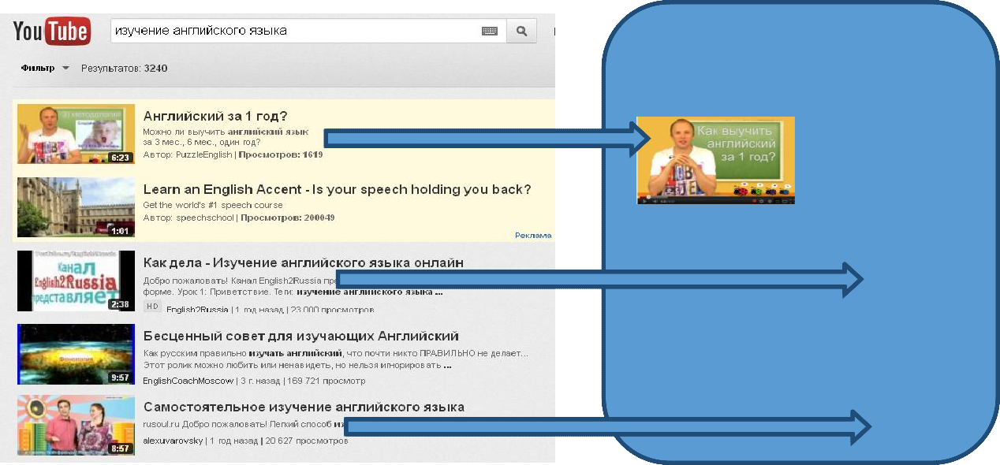 YouTube
изучение английского языка
Фильтр
Результатов: 3240
Английский за 1 год?
Можно ли выучить английский язык
за 3 мес., 6 мес., один год?
Автор: PuzzleEnglish | Просмотров: 1619
6:23
Learn an English Accent - Is your speech holding you back?
Get the world's #1 speech course
Автор: speechschool | Просмотров: 200049
1:01
Реклама
Канал
English2Russia
представляет
2:38
Как дела - Изучение английского языка онлайн
Добро пожаловать! Канал English2Russia
форме. Урок 1: Приветствие. Теги: изучение английского языка ...
HD English2Russia | 1 год назад | 23 000 просмотров
Бесценный совет для изучающих Английский
Как русским правильно изучать английский, что почти никто ПРАВИЛЬНО не делает...
Этот ролик можно любить или ненавидеть, но нельзя игнорировать ...
EnglishCoachMoscow | 3 г. назад | 169 721 просмотр
9:57
Самостоятельное изучение английского языка
rusoul.ru Добро пожаловать! Легкий способ
alexuvarovsky | 1 год назад | 20 627 просмотров
8:57
Как выучить
английский
за 1 год?